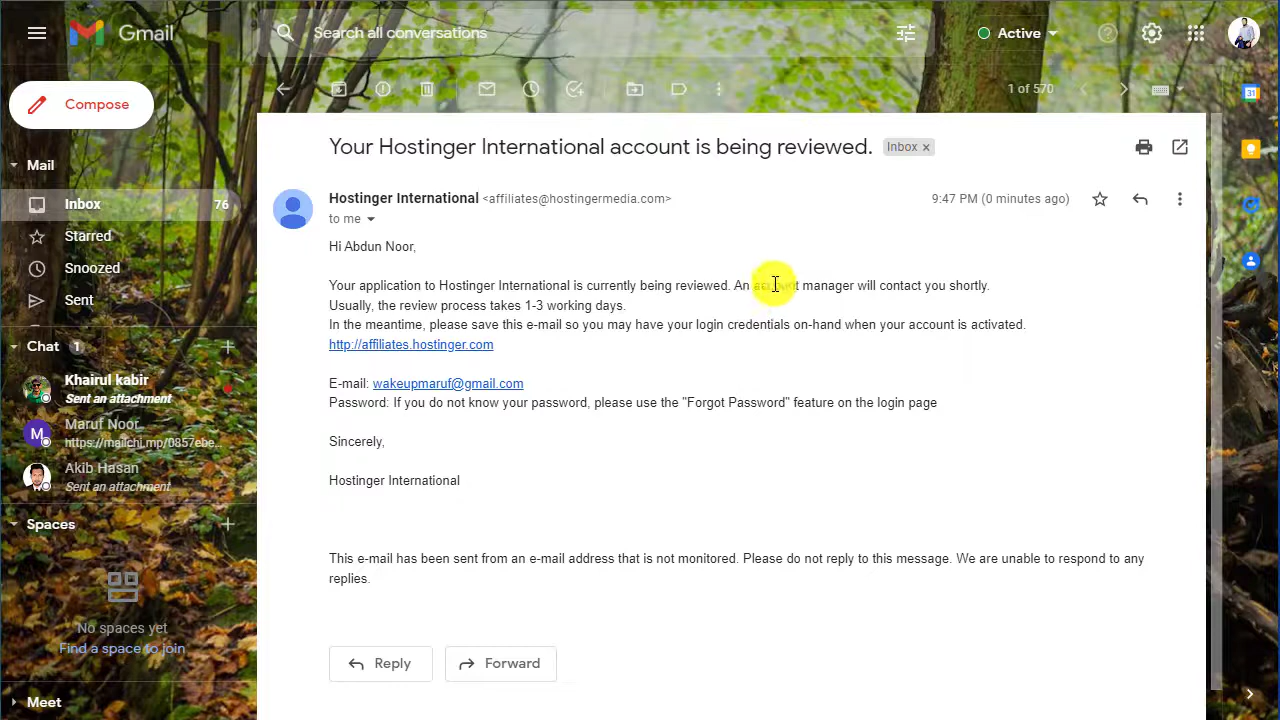 Gmail
Search all conversations
Active
Compose
1 of 570
31
Mail
Inbox 76
Starred
Snoozed
Sent
Chat 1
Khairul kabir
Sent an attachment
Maruf Noor
https://mailchi.mp/0857ebe...
M
Akib Hasan
Sent an attachment
Spaces
No spaces yet
Find a space to join
Meet
Your Hostinger International account is being reviewed. Inbox ×
Hostinger International <affiliates@hostingermedia.com> 9:47 PM (0 minutes ago)
to me
Hi Abdun Noor,
Your application to Hostinger International is currently being reviewed. An account manager will contact you shortly.
Usually, the review process takes 1-3 working days.
In the meantime, please save this e-mail so you may have your login credentials on-hand when your account is activated.
http://affiliates.hostinger.com
E-mail: wakeupmaruf@gmail.com
Password: If you do not know your password, please use the "Forgot Password" feature on the login page
Sincerely,
Hostinger International
This e-mail has been sent from an e-mail address that is not monitored. Please do not reply to this message. We are unable to respond to any
replies.
Reply
Forward